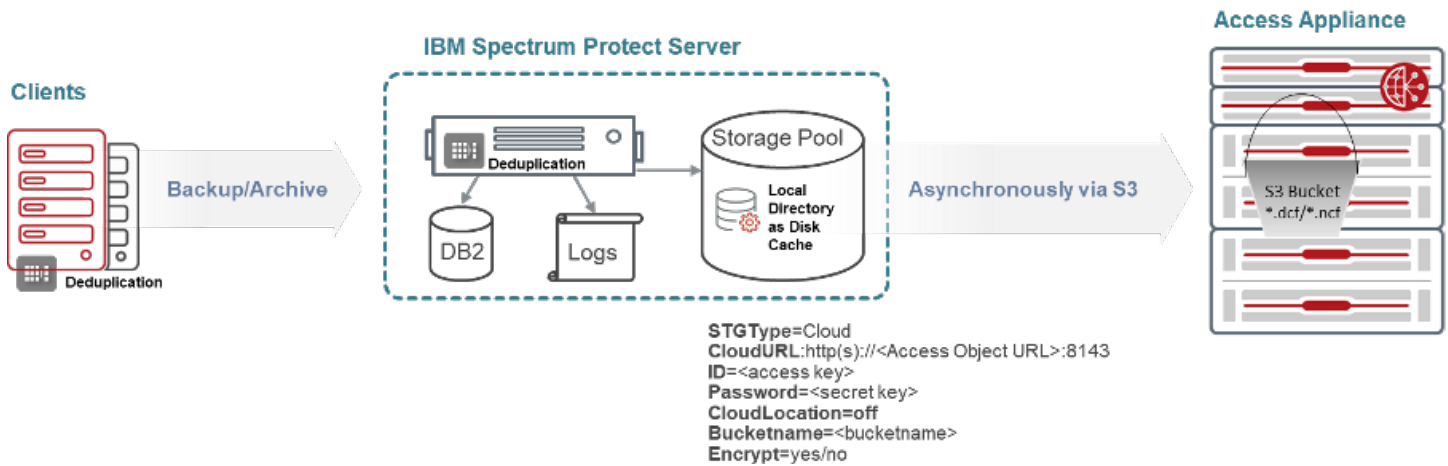 Clients
Deduplication
Backup/Archive
IBM Spectrum Protect Server
Deduplication
DB2
Logs
Storage Pool
Local
Directory
as Disk
Cache
Asynchronously via S3
Access Appliance
S3 Bucket
*.dcf/*.ncf
STGType=Cloud
CloudURL:http(s)://<Access Object URL>:8143
ID=<access key>
Password=<secret key>
CloudLocation=off
Bucketname=<bucketname>
Encrypt=yes/no